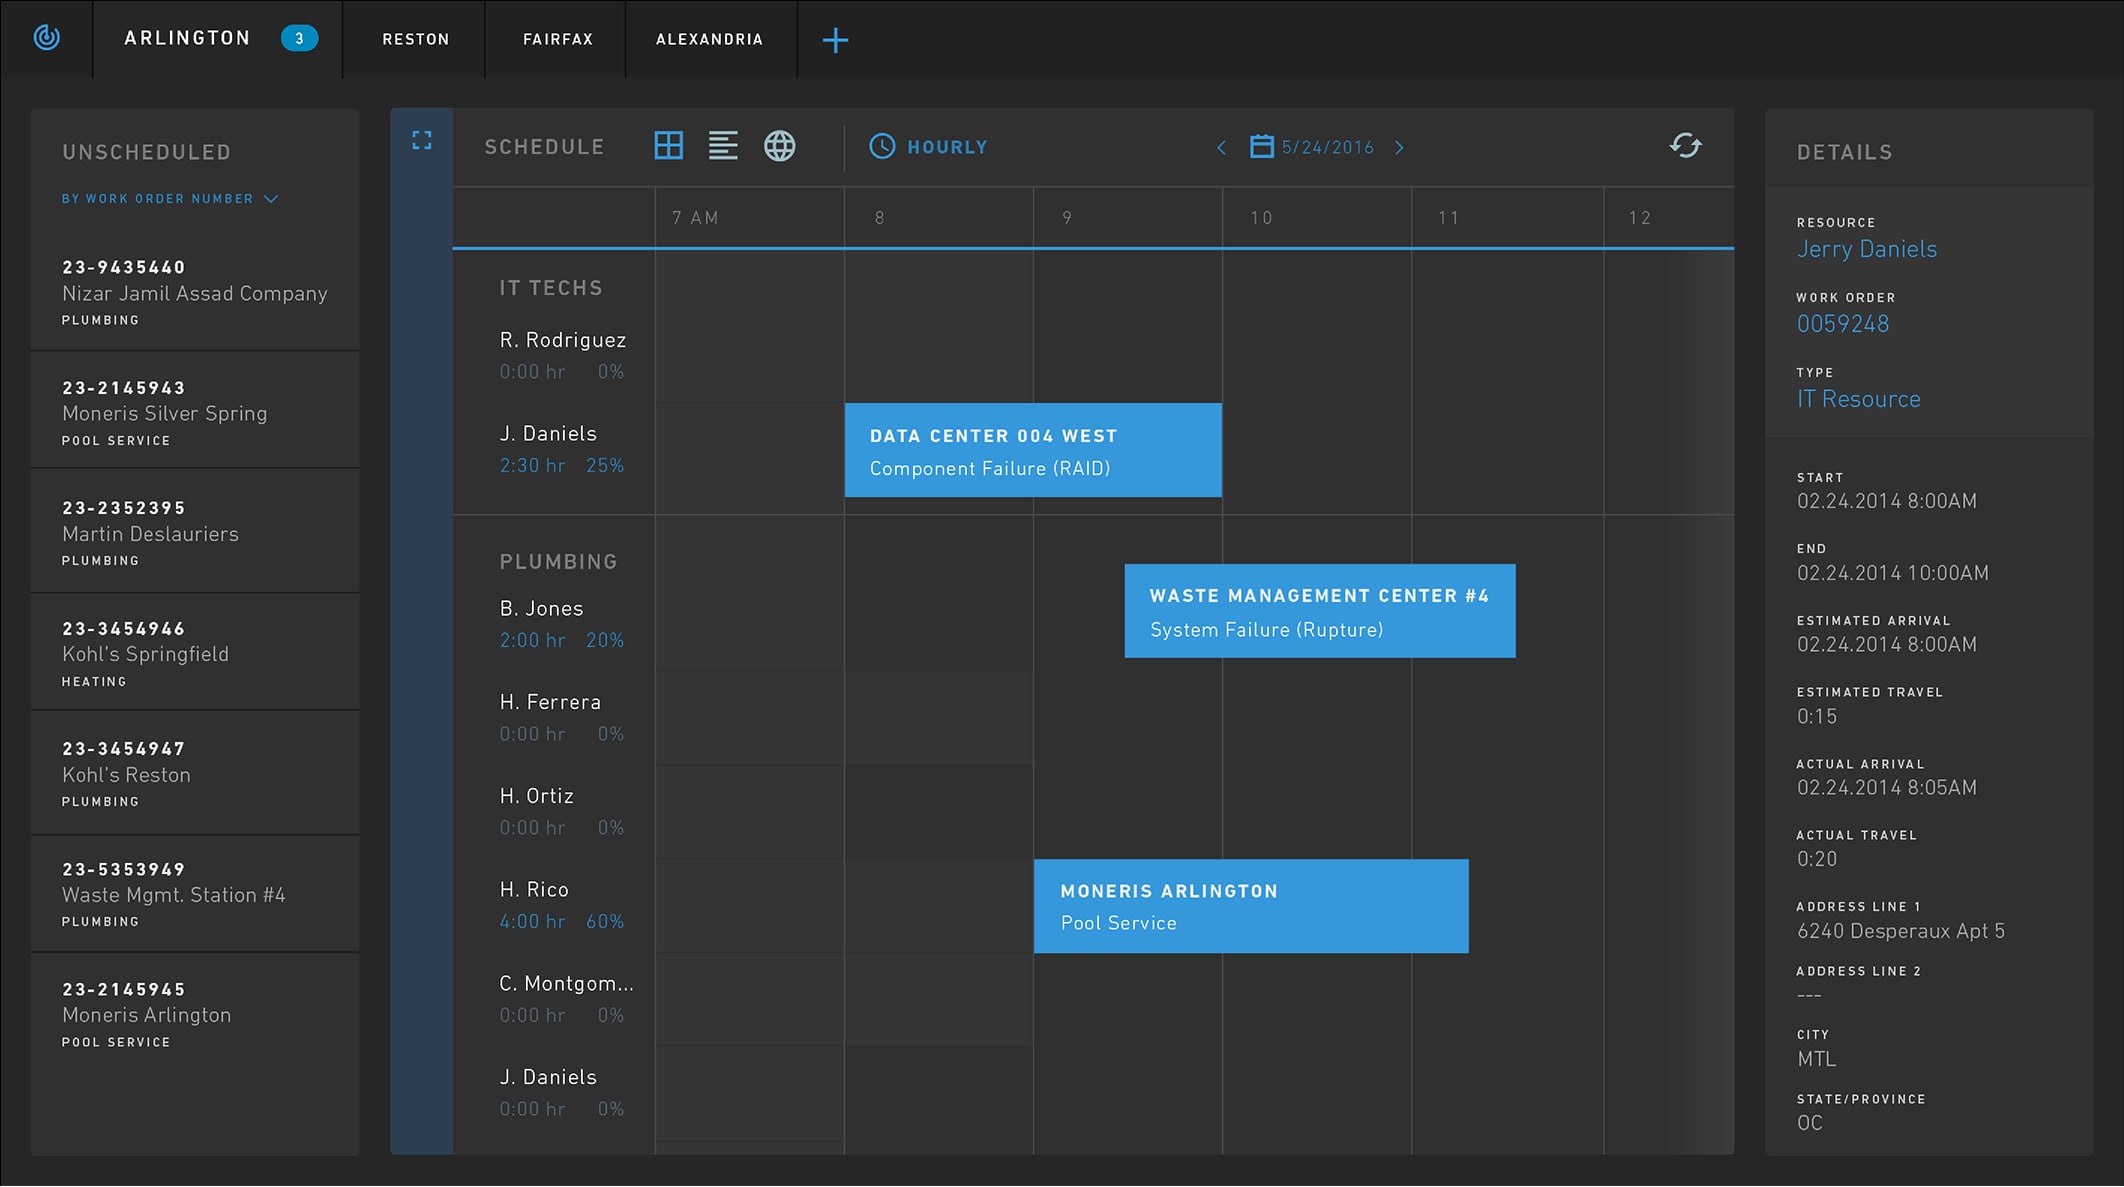 ARLINGTON 3 RESTON FAIRFAX ALEXANDRIA
UNSCHEDULED
BY WORK ORDER NUMBER
23-9435440
Nizar Jamil Assad Company
PLUMBING
23-2145943
Moneris Silver Spring
POOL SERVICE
23-2352395
Martin Deslauriers
PLUMBING
23-3454946
Kohl's Springfield
HEATING
23-3454947
Kohl's Reston
PLUMBING
23-5353949
Waste Mgmt. Station #4
PLUMBING
23-2145945
Moneris Arlington
POOL SERVICE
SCHEDULE HOURLY 5/24/2016
7 AM 8 9 10 11 12
IT TECHS
R. Rodriguez
0:00 hr 0%
J. Daniels
2:30 hr 25%
DATA CENTER 004 WEST
Component Failure (RAID)
PLUMBING
B. Jones
2:00 hr 20%
WASTE MANAGEMENT CENTER #4
System Failure (Rupture)
H. Ferrera
0:00 hr 0%
H. Ortiz
0:00 hr 0%
H. Rico
4:00 hr 60%
MONERIS ARLINGTON
Pool Service
C. Montgom...
0:00 hr 0%
J. Daniels
0:00 hr 0%
DETAILS
RESOURCE
Jerry Daniels
WORK ORDER
0059248
TYPE
IT Resource
START
02.24.2014 8:00AM
END
02.24.2014 10:00AM
ESTIMATED ARRIVAL
02.24.2014 8:00AM
ESTIMATED TRAVEL
0:15
ACTUAL ARRIVAL
02.24.2014 8:05AM
ACTUAL TRAVEL
0:20
ADDRESS LINE 1
6240 Desperaux Apt 5
ADDRESS LINE 2
---
CITY
MTL
STATE/PROVINCE
OC